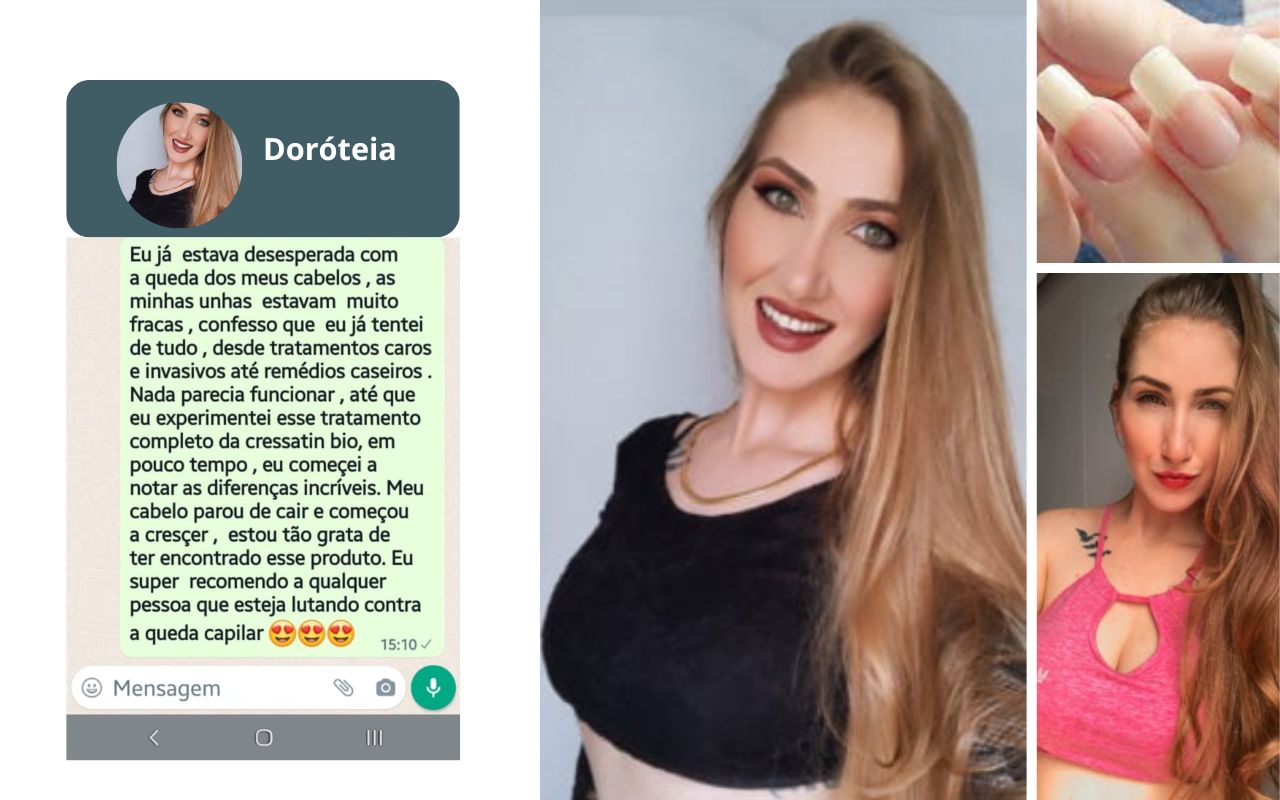 Doróteia
Eu já  estava desesperada com
a queda dos meus cabelos , as
minhas unhas  estavam  muito
fracas , confesso que  eu já tentei
de tudo , desde tratamentos caros
e invasivos até remédios caseiros .
Nada parecia funcionar , até que
eu experimentei esse tratamento
completo da cressatin bio, em
pouco tempo , eu começei a
notar as diferenças incríveis. Meu
cabelo parou de cair e começou
a cresçer ,  estou tão grata de
ter encontrado esse produto. Eu
super  recomendo a qualquer
pessoa que esteja lutando contra
a queda capilar 😍😍😍
15:10 ✓
Mensagem